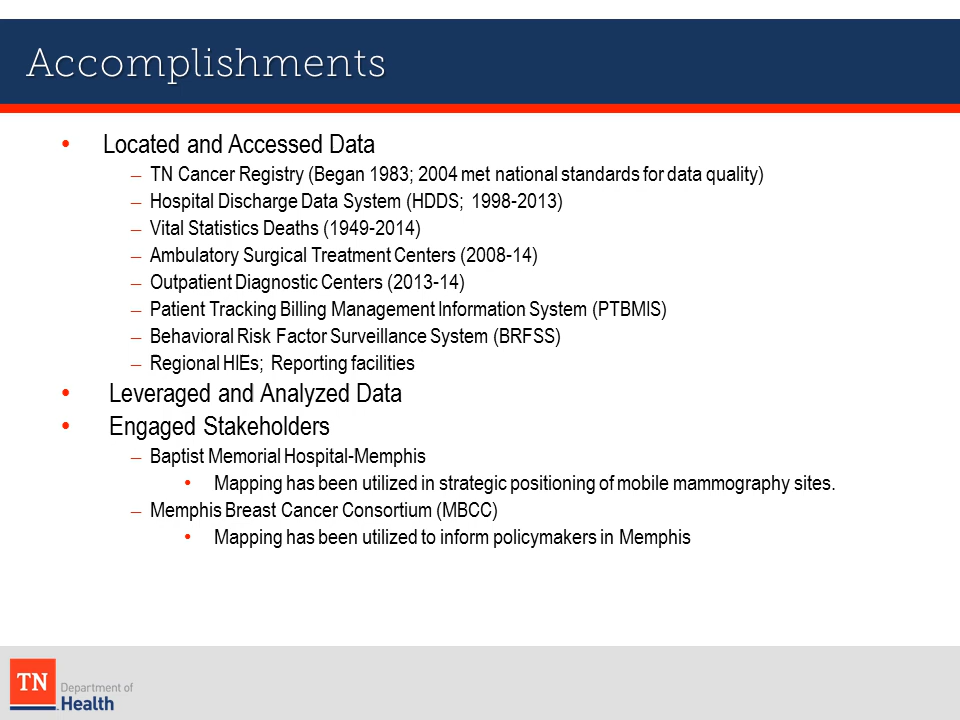 Accomplishments
• Located and Accessed Data
– TN Cancer Registry (Began 1983; 2004 met national standards for data quality)
– Hospital Discharge Data System (HDDS; 1998-2013)
– Vital Statistics Deaths (1949-2014)
– Ambulatory Surgical Treatment Centers (2008-14)
– Outpatient Diagnostic Centers (2013-14)
– Patient Tracking Billing Management Information System (PTBMIS)
– Behavioral Risk Factor Surveillance System (BRFSS)
– Regional HIEs; Reporting facilities
• Leveraged and Analyzed Data
• Engaged Stakeholders
– Baptist Memorial Hospital-Memphis
• Mapping has been utilized in strategic positioning of mobile mammography sites.
– Memphis Breast Cancer Consortium (MBCC)
• Mapping has been utilized to inform policymakers in Memphis
TN
Department of
Health